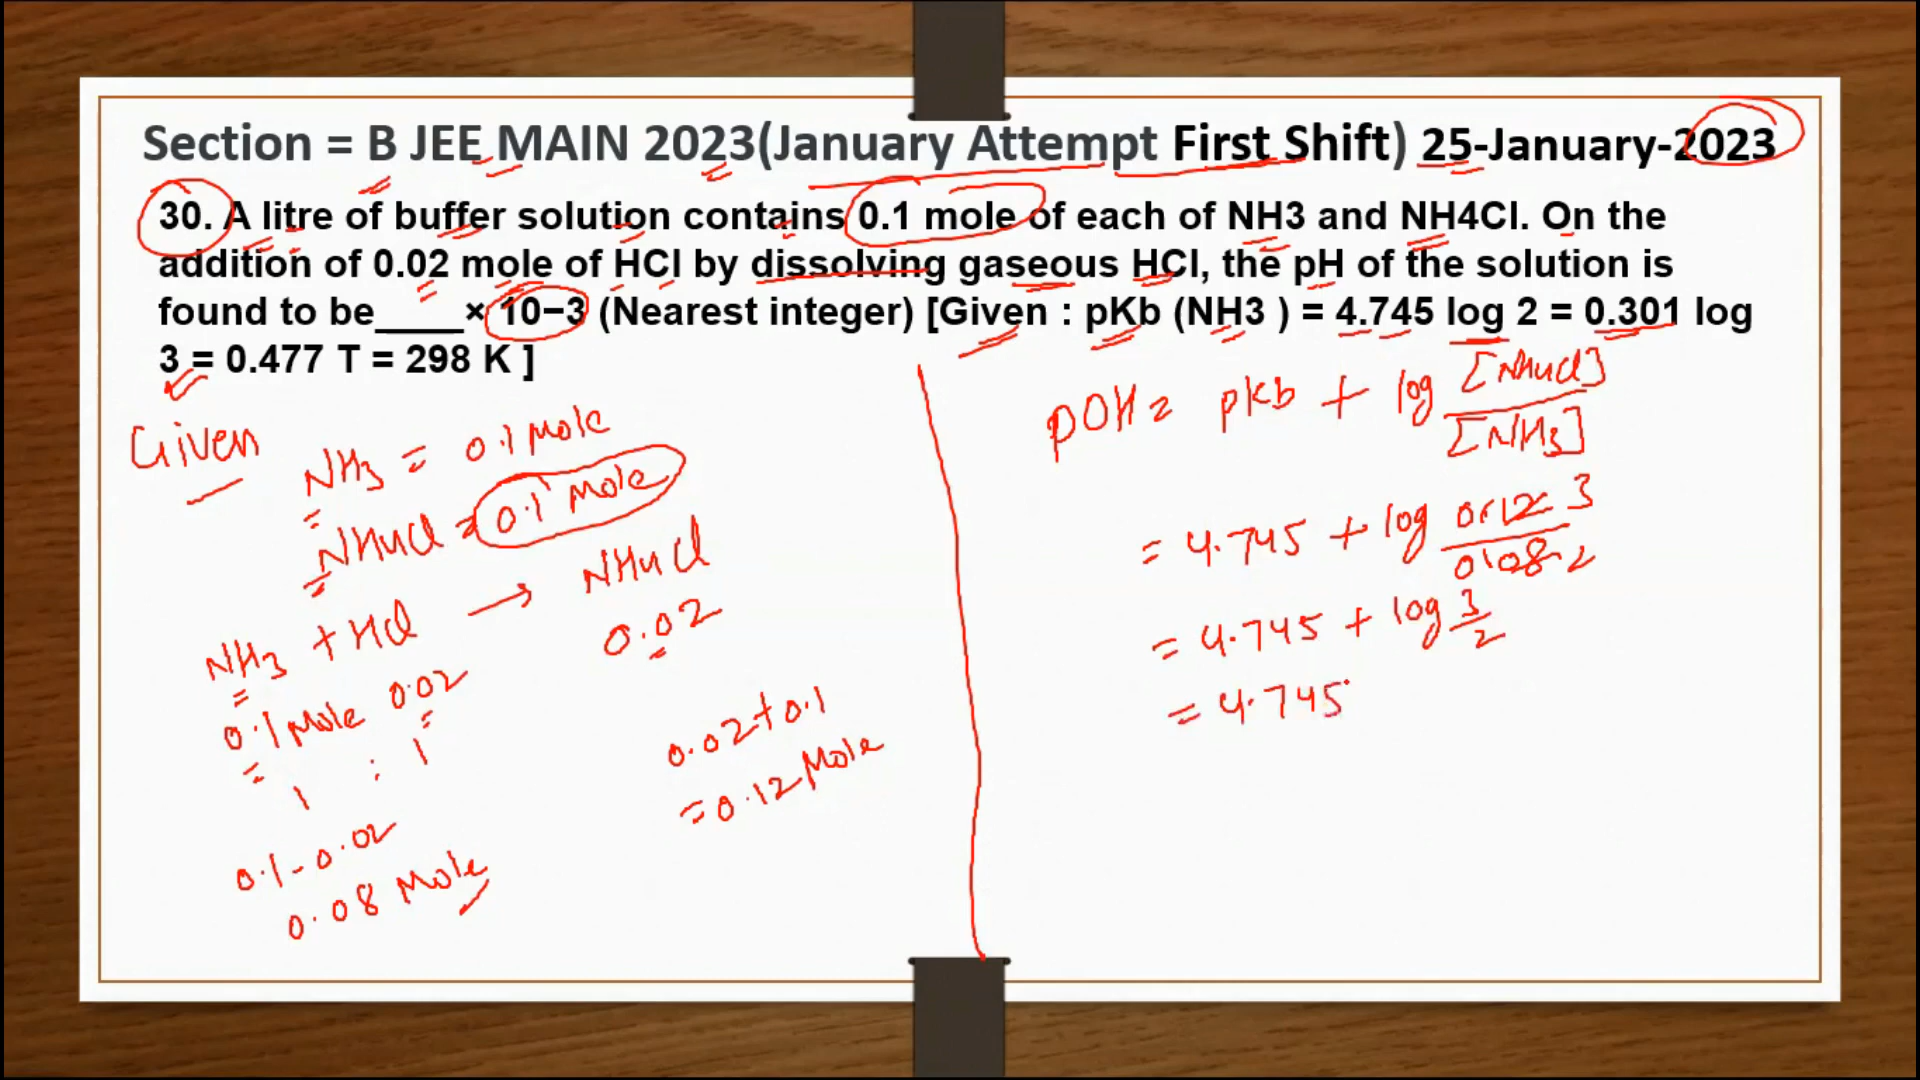 Section = B JEE MAIN 2023(January Attempt First Shift) 25-January-2023
30. A litre of buffer solution contains 0.1 mole of each of NH3 and NH4Cl. On the
addition of 0.02 mole of HCl by dissolving gaseous HCl, the pH of the solution is
found to be____× 10−3 (Nearest integer) [Given : pKb (NH3 ) = 4.745 log 2 = 0.301 log
3 = 0.477 T = 298 K ]
Given
NH3 = 0.1 Mole
NH4Cl = 0.1 Mole
NH3 + HCl → NH4Cl
0.1 Mole 0.02 0.02
1 : 1
0.1-0.02
0.08 Mole
0.02+0.1
=0.12 Mole
pOH = pKb + log [NH4Cl]
[NH3]
= 4.745 + log 0.12 3
0.08 2
= 4.745 + log 3/2
= 4.745